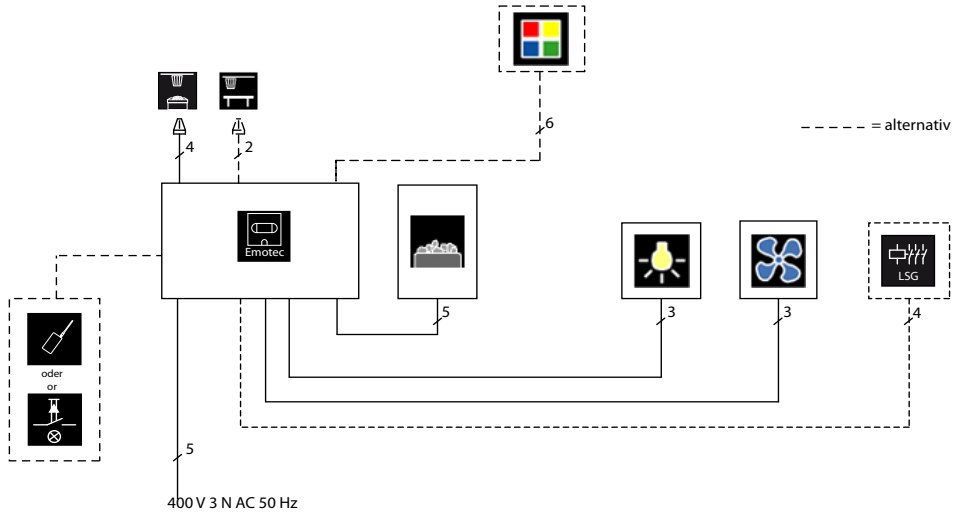 6
= alternativ
4
2
Emotec
LSG
5
3
3
4
oder
or
5
400 V 3 N AC 50 Hz